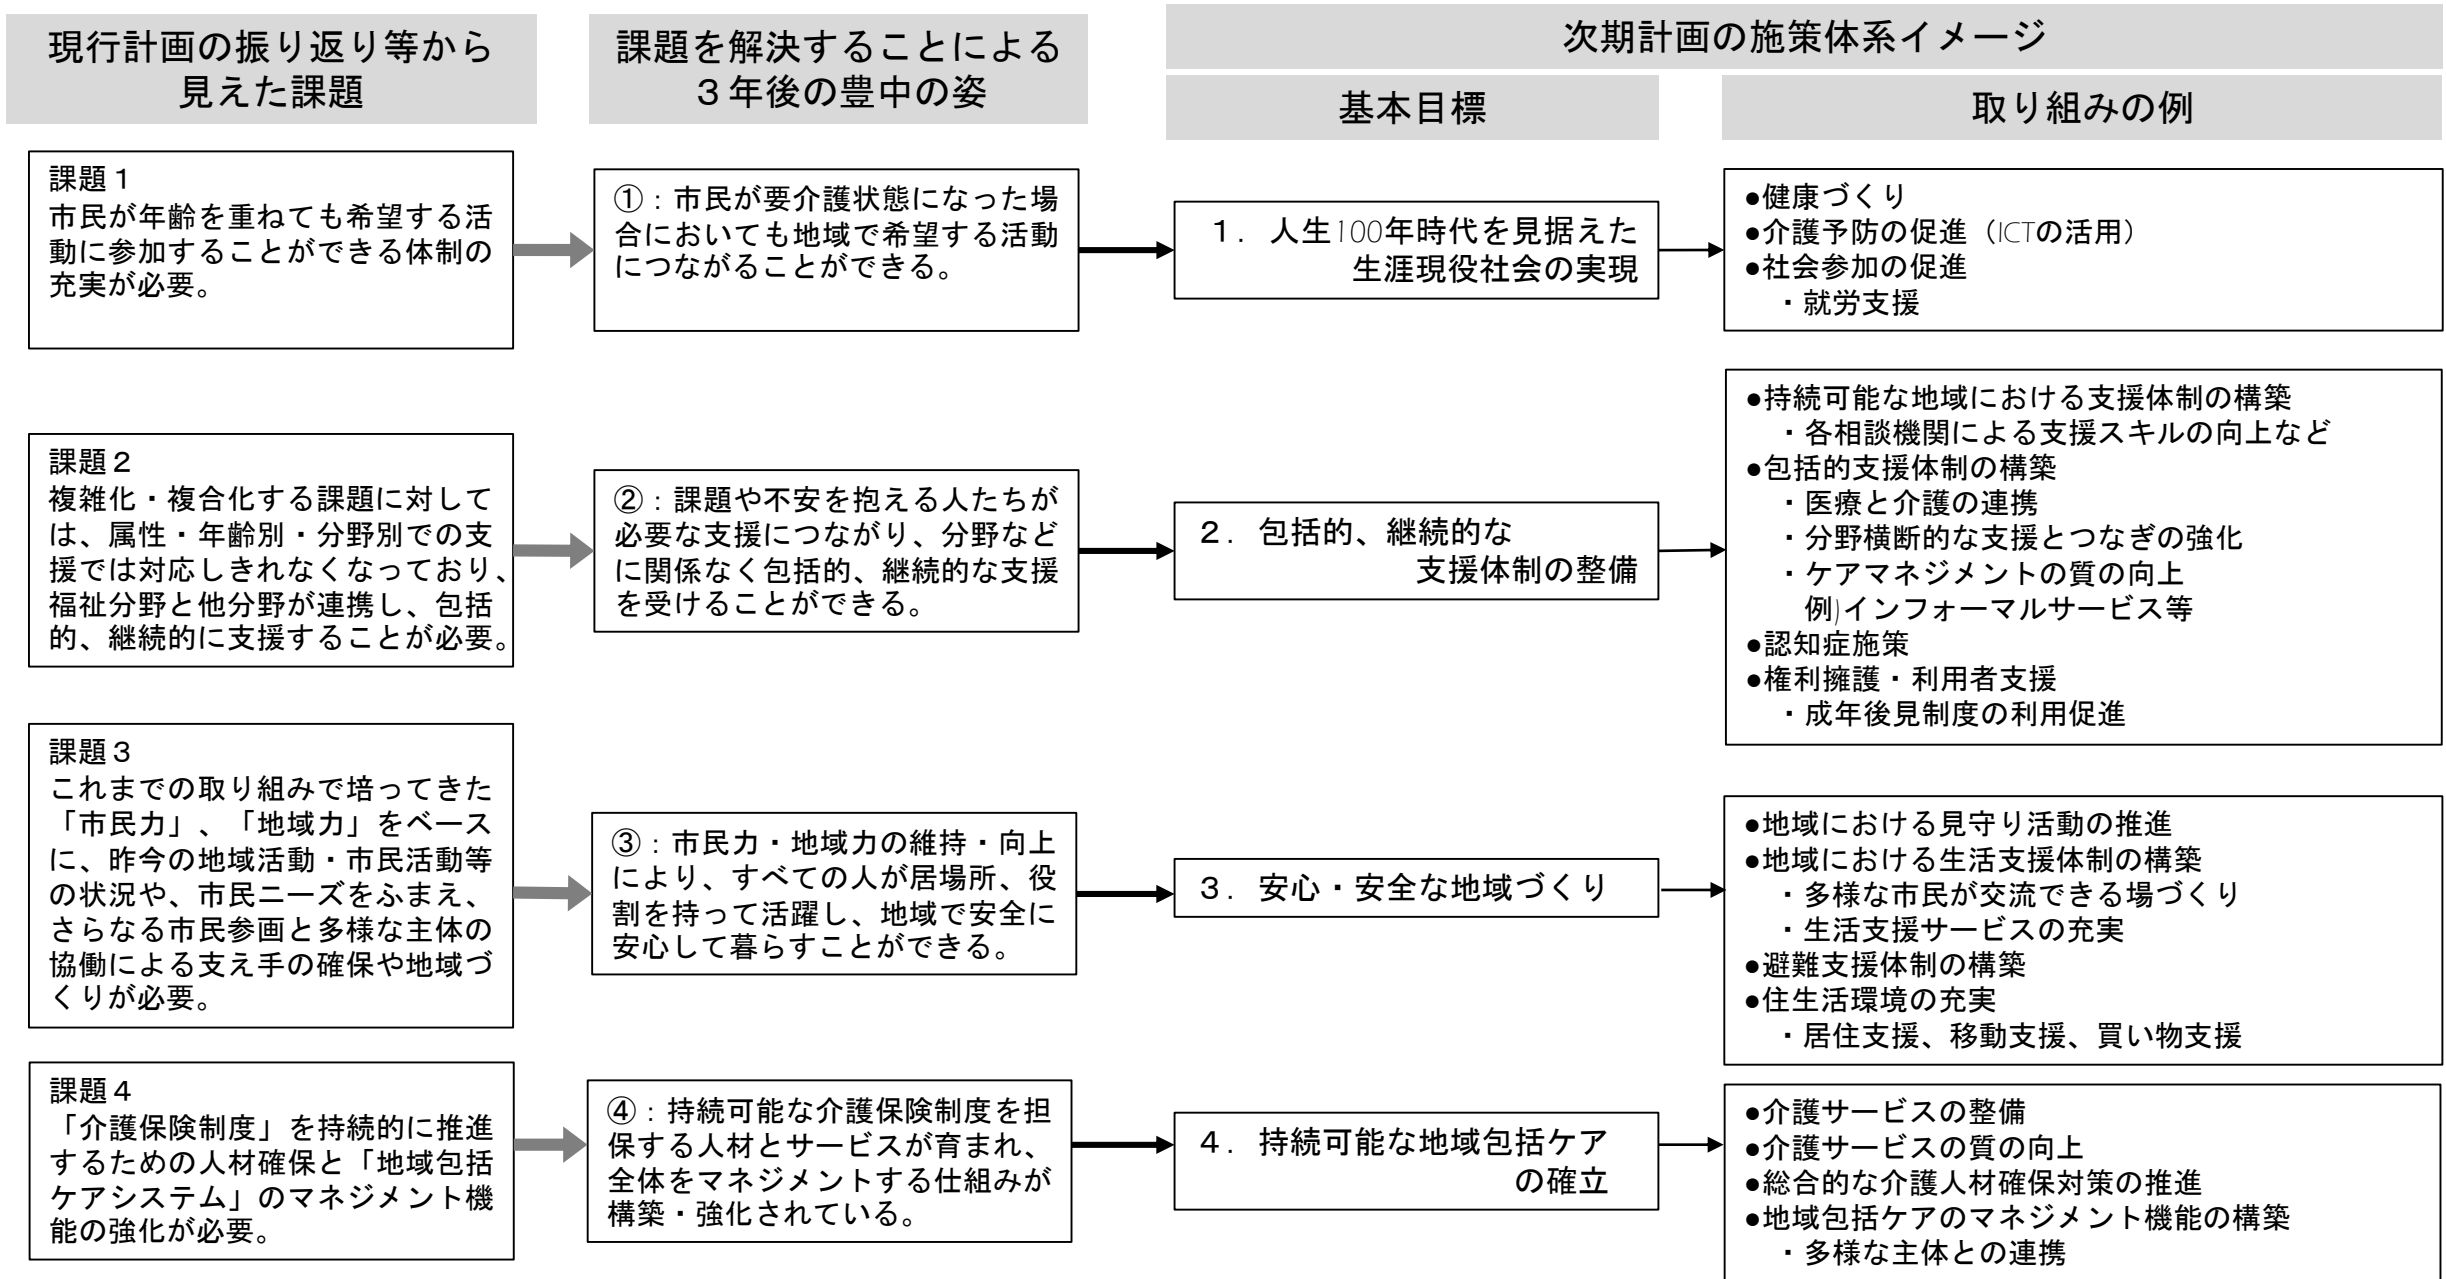 現行計画の振り返り等から
見えた課題
課題を解決することによる
3年後の豊中の姿
次期計画の施策体系イメージ
基本目標
取り組みの例
課題1
市民が年齢を重ねても希望する活
動に参加することができる体制の
充実が必要。
①:市民が要介護状態になった場
合においても地域で希望する活動
につながることができる。
1. 人生100年時代を見据えた
生涯現役社会の実現
●健康づくり
●介護予防の促進(ICTの活用)
●社会参加の促進
・就労支援
課題2
複雑化・複合化する課題に対して
は、属性・年齢別・分野別での支
援では対応しきれなくなっており、
福祉分野と他分野が連携し、包括
的、継続的に支援することが必要。
②:課題や不安を抱える人たちが
必要な支援につながり、分野など
に関係なく包括的、継続的な支援
を受けることができる。
2. 包括的、継続的な
支援体制の整備
●持続可能な地域における支援体制の構築
・各相談機関による支援スキルの向上など
●包括的支援体制の構築
・医療と介護の連携
・分野横断的な支援とつなぎの強化
・ケアマネジメントの質の向上
例)インフォーマルサービス等
●認知症施策
●権利擁護・利用者支援
・成年後見制度の利用促進
課題3
これまでの取り組みで培ってきた
「市民力」、「地域力」をベース
に、昨今の地域活動・市民活動等
の状況や、市民ニーズをふまえ、
さらなる市民参画と多様な主体の
協働による支え手の確保や地域づ
くりが必要。
③:市民力・地域力の維持・向上
により、すべての人が居場所、役
割を持って活躍し、地域で安全に
安心して暮らすことができる。
3. 安心・安全な地域づくり
●地域における見守り活動の推進
●地域における生活支援体制の構築
・多様な市民が交流できる場づくり
・生活支援サービスの充実
●避難支援体制の構築
●住生活環境の充実
・居住支援、移動支援、買い物支援
課題4
「介護保険制度」を持続的に推進
するための人材確保と「地域包括
ケアシステム」のマネジメント機
能の強化が必要。
④:持続可能な介護保険制度を担
保する人材とサービスが育まれ、
全体をマネジメントする仕組みが
構築・強化されている。
4. 持続可能な地域包括ケア
の確立
●介護サービスの整備
●介護サービスの質の向上
●総合的な介護人材確保対策の推進
●地域包括ケアのマネジメント機能の構築
・多様な主体との連携